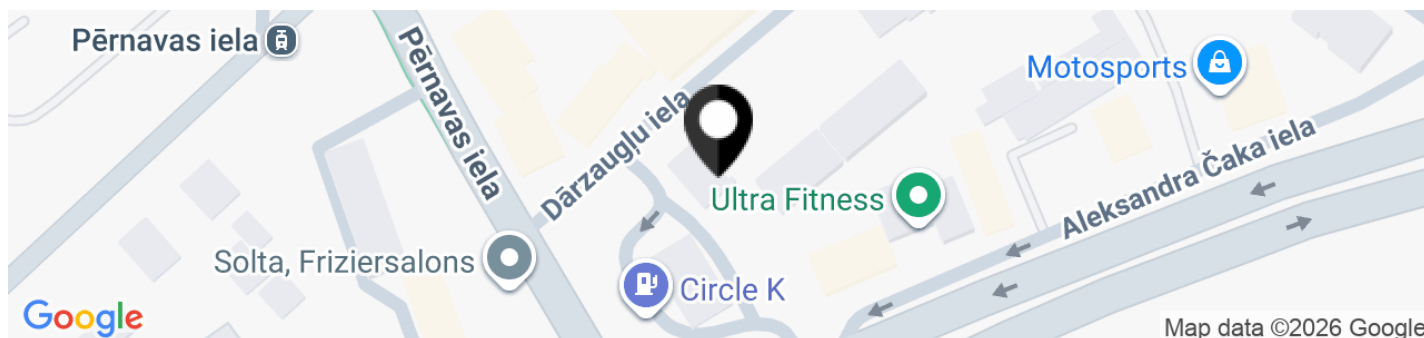 Pērnavas iela
Pērnavas iela
Dārzaugļu iela
Motosports
Aleksandra Čaka iela
Ultra Fitness
Solta, Friziersalons
Circle K
Google
Map data ©2026 Google